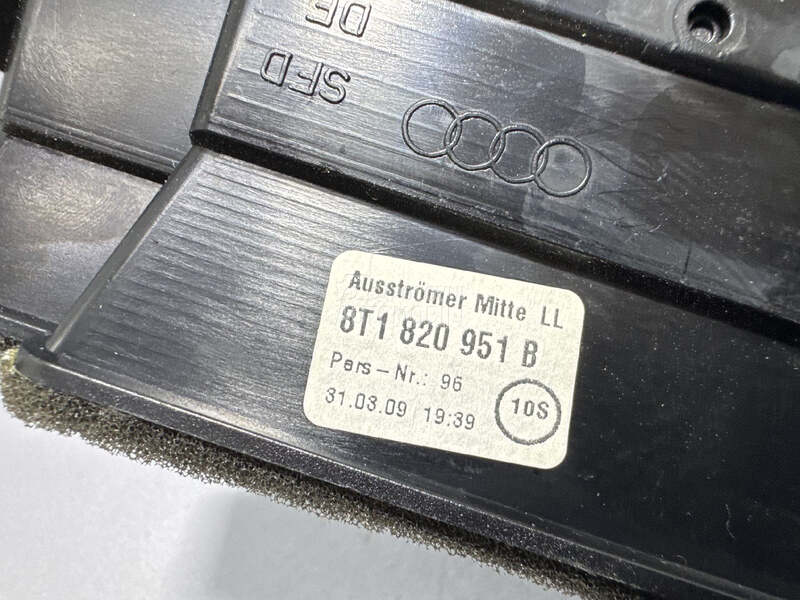 DE
SFD
Ausströmer Mitte LL
8T1 820 951 B
Pers-Nr.: 96
31.03.09 19:39
10S